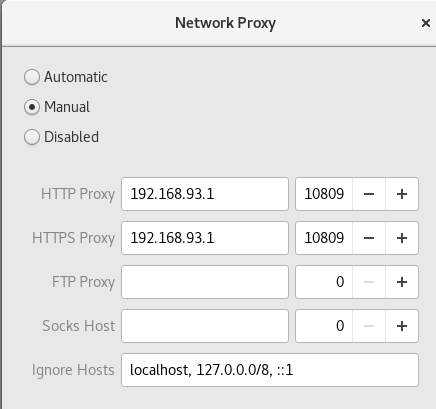 Network Proxy
Automatic
Manual
Disabled
HTTP Proxy 192.168.93.1 10809 − +
HTTPS Proxy 192.168.93.1 10809 − +
FTP Proxy 0 − +
Socks Host 0 − +
Ignore Hosts localhost, 127.0.0.0/8, ::1